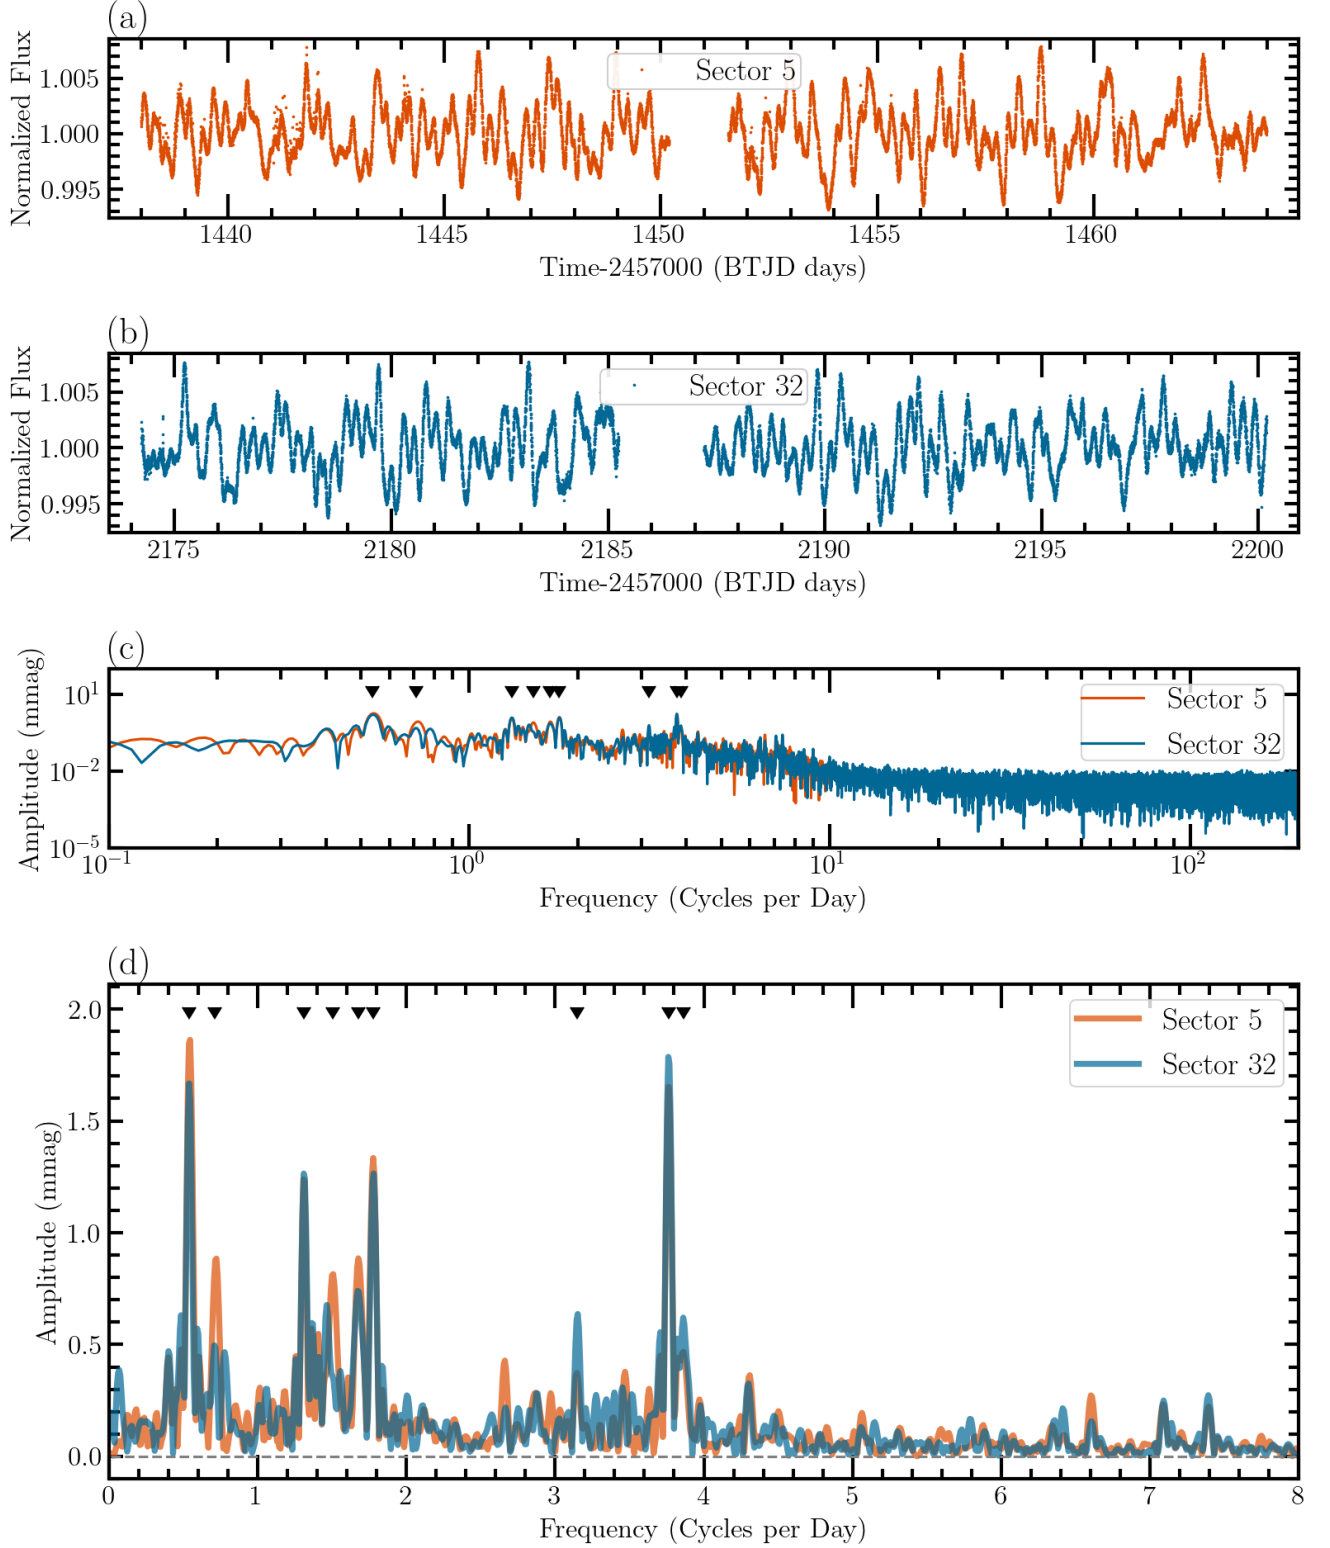 (a)
Normalized Flux
1.005
1.000
0.995
Sector 5
1440 1445 1450 1455 1460
Time-2457000 (BTJD days)
(b)
Normalized Flux
1.005
1.000
0.995
Sector 32
2175 2180 2185 2190 2195 2200
Time-2457000 (BTJD days)
(c)
Amplitude (mmag)
10^1
10^-2
10^-5
Sector 5
Sector 32
10^-1 10^0 10^1 10^2
Frequency (Cycles per Day)
(d)
Amplitude (mmag)
2.0
1.5
1.0
0.5
0.0
Sector 5
Sector 32
0 1 2 3 4 5 6 7 8
Frequency (Cycles per Day)